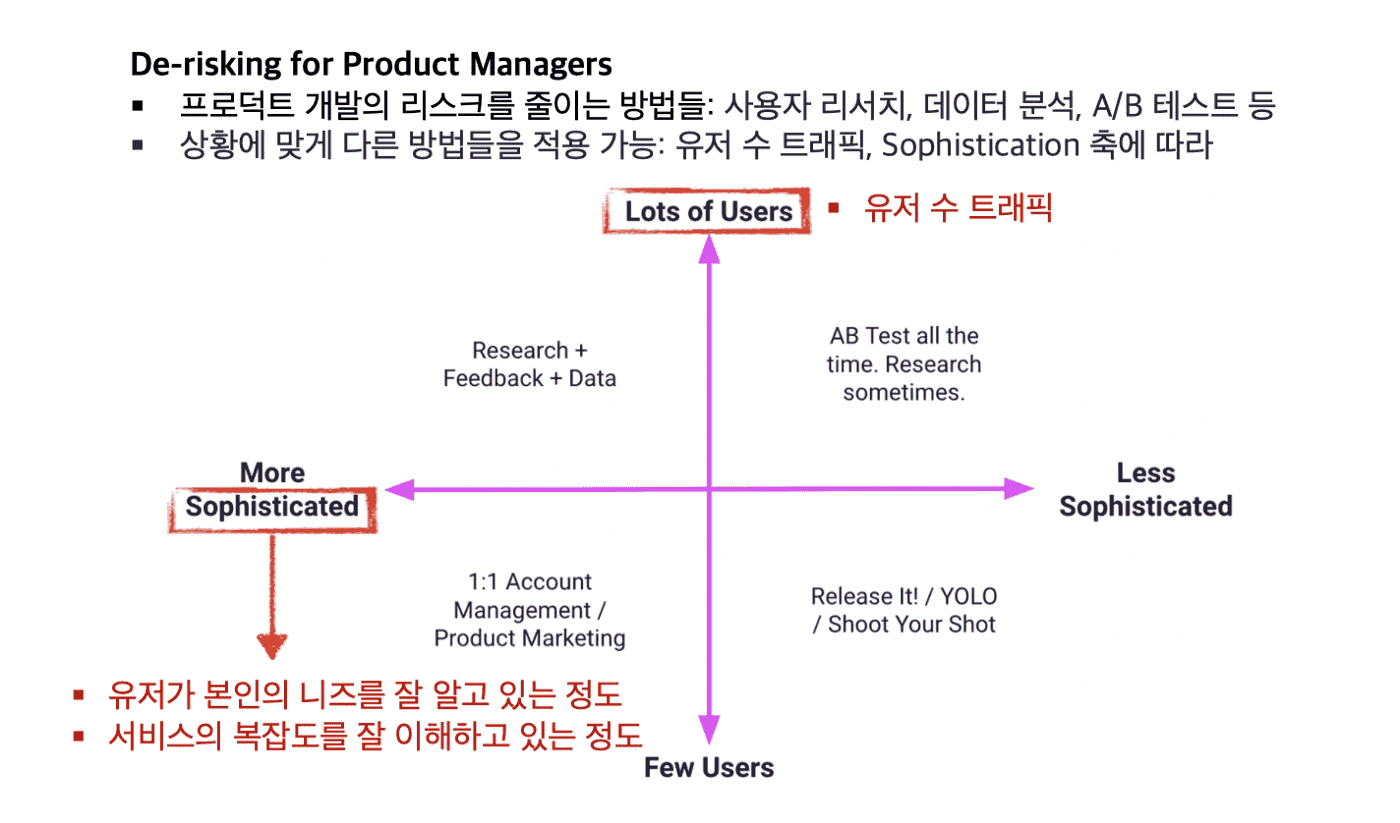 De-risking for Product Managers
▪ 프로덕트 개발의 리스크를 줄이는 방법들: 사용자 리서치, 데이터 분석, A/B 테스트 등
▪ 상황에 맞게 다른 방법들을 적용 가능: 유저 수 트래픽, Sophistication 축에 따라
Lots of Users
▪ 유저 수 트래픽
Research +
Feedback + Data
AB Test all the
time. Research
sometimes.
More
Sophisticated
Less
Sophisticated
1:1 Account
Management /
Product Marketing
Release It! / YOLO
/ Shoot Your Shot
▪ 유저가 본인의 니즈를 잘 알고 있는 정도
▪ 서비스의 복잡도를 잘 이해하고 있는 정도
Few Users